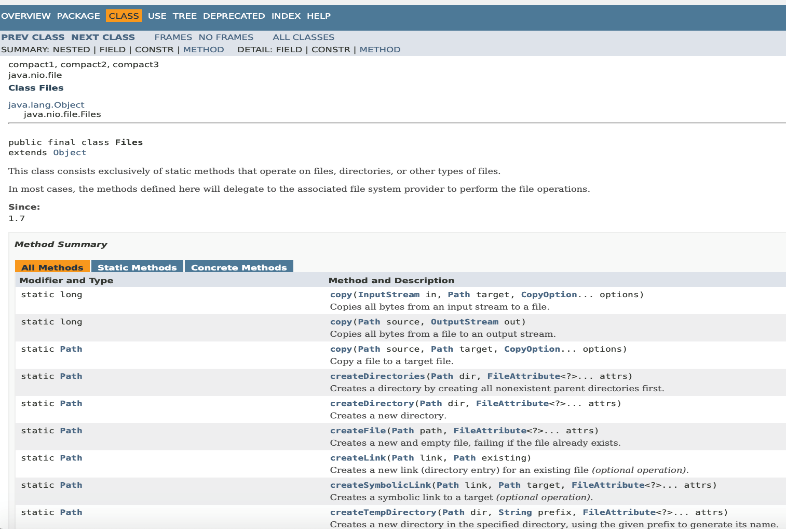 OVERVIEW PACKAGE CLASS USE TREE DEPRECATED INDEX HELP
PREV CLASS NEXT CLASS FRAMES NO FRAMES ALL CLASSES
SUMMARY: NESTED | FIELD | CONSTR | METHOD DETAIL: FIELD | CONSTR | METHOD
compact1, compact2, compact3
java.nio.file
Class Files
java.lang.Object
java.nio.file.Files
public final class Files
extends Object
This class consists exclusively of static methods that operate on files, directories, or other types of files.
In most cases, the methods defined here will delegate to the associated file system provider to perform the file operations.
Since:
1.7
Method Summary
All Methods Static Methods Concrete Methods
Modifier and Type Method and Description
static long copy(InputStream in, Path target, CopyOption... options)
Copies all bytes from an input stream to a file.
static long copy(Path source, OutputStream out)
Copies all bytes from a file to an output stream.
static Path copy(Path source, Path target, CopyOption... options)
Copy a file to a target file.
static Path createDirectories(Path dir, FileAttribute<?>... attrs)
Creates a directory by creating all nonexistent parent directories first.
static Path createDirectory(Path dir, FileAttribute<?>... attrs)
Creates a new directory.
static Path createFile(Path path, FileAttribute<?>... attrs)
Creates a new and empty file, failing if the file already exists.
static Path createLink(Path link, Path existing)
Creates a new link (directory entry) for an existing file (optional operation).
static Path createSymbolicLink(Path link, Path target, FileAttribute<?>... attrs)
Creates a symbolic link to a target (optional operation).
static Path createTempDirectory(Path dir, String prefix, FileAttribute<?>... attrs)
Creates a new directory in the specified directory, using the given prefix to generate its name.